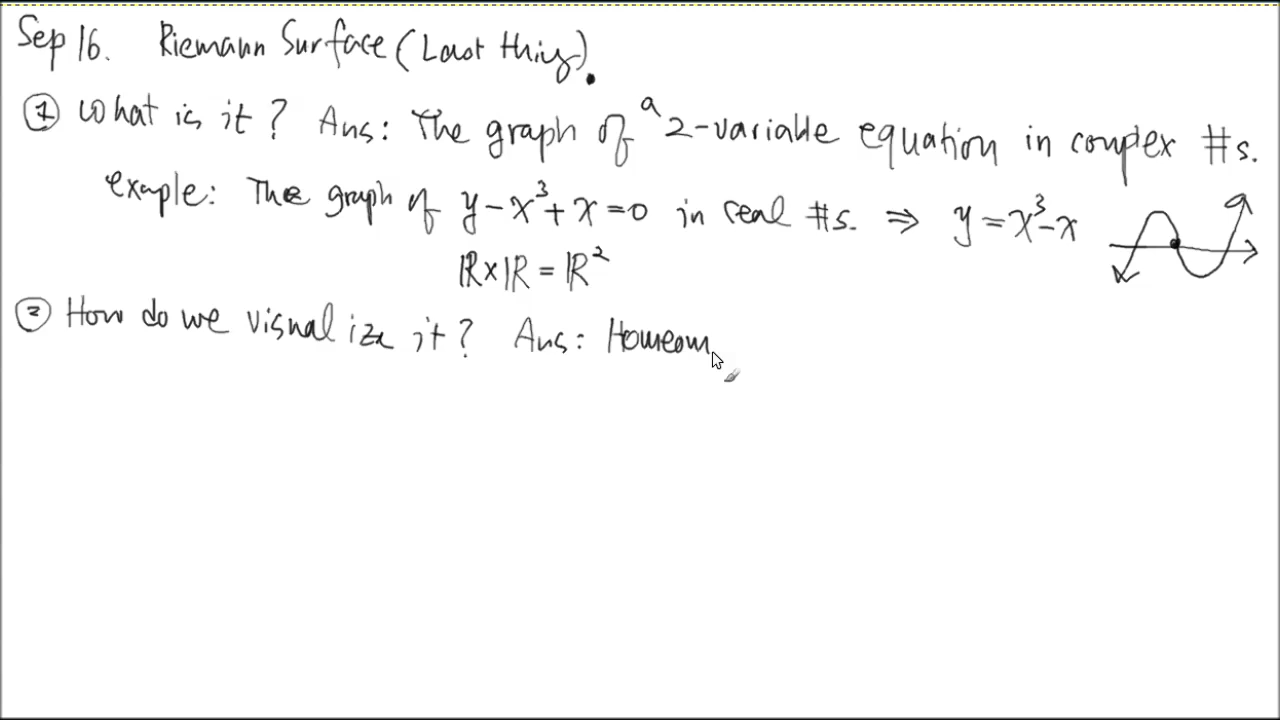 Sep 16. Riemann Surface (Last thing).
① What is it? Ans: The graph of a 2-variable equation in complex #s.
example: The graph of y-x³+x=0 in real #s. ⇒ y=x³-x
ℝ×ℝ=ℝ²
② How do we visualize it? Ans: Homeom